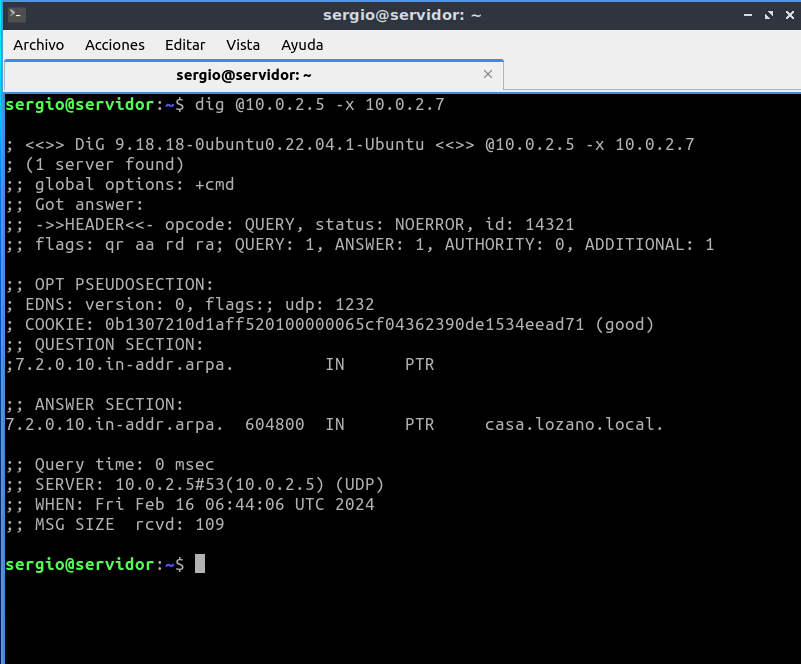 sergio@servidor: ~
Archivo Acciones Editar Vista Ayuda
sergio@servidor: ~
sergio@servidor:~$ dig @10.0.2.5 -x 10.0.2.7
; <<>> DiG 9.18.18-0ubuntu0.22.04.1-Ubuntu <<>> @10.0.2.5 -x 10.0.2.7
; (1 server found)
;; global options: +cmd
;; Got answer:
;; ->>HEADER<<- opcode: QUERY, status: NOERROR, id: 14321
;; flags: qr aa rd ra; QUERY: 1, ANSWER: 1, AUTHORITY: 0, ADDITIONAL: 1
;; OPT PSEUDOSECTION:
; EDNS: version: 0, flags:; udp: 1232
; COOKIE: 0b1307210d1aff520100000065cf04362390de1534eead71 (good)
;; QUESTION SECTION:
;7.2.0.10.in-addr.arpa. IN PTR
;; ANSWER SECTION:
7.2.0.10.in-addr.arpa. 604800 IN PTR casa.lozano.local.
;; Query time: 0 msec
;; SERVER: 10.0.2.5#53(10.0.2.5) (UDP)
;; WHEN: Fri Feb 16 06:44:06 UTC 2024
;; MSG SIZE rcvd: 109
sergio@servidor:~$